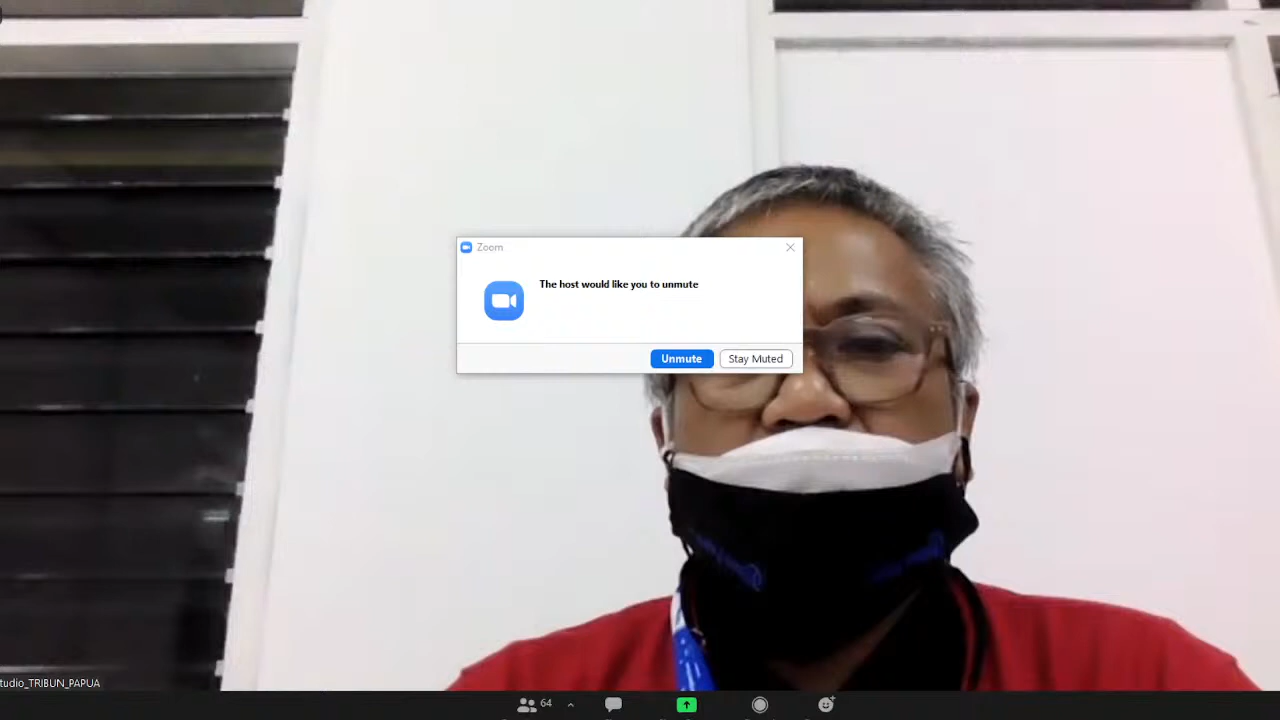 Zoom
The host would like you to unmute
Unmute
Stay Muted
tudio_TRIBUN_PAPUA
64